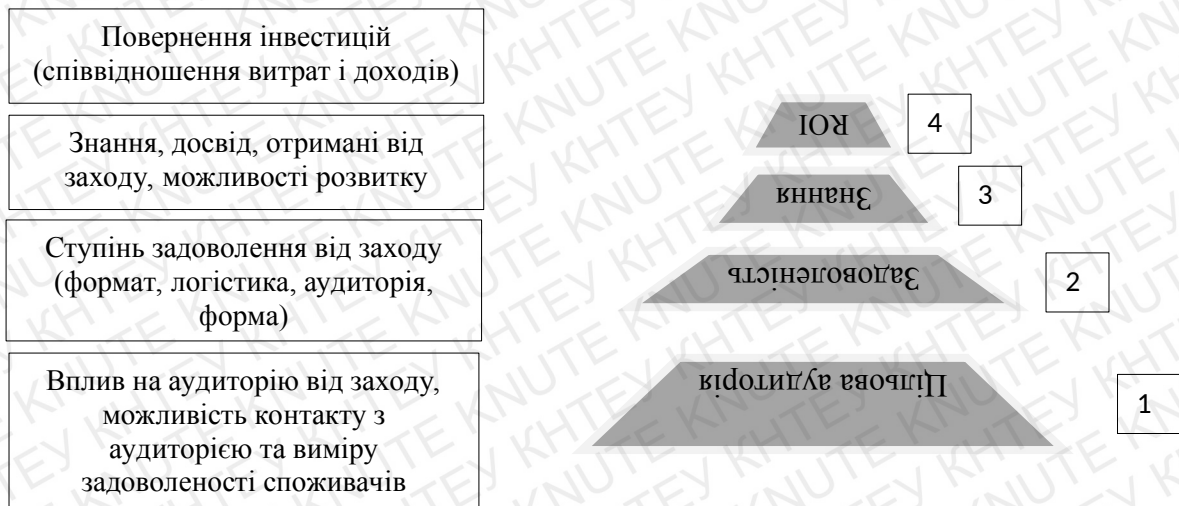 Повернення інвестицій
(співвідношення витрат і доходів)
Знання, досвід, отримані від
заходу, можливості розвитку
Ступінь задоволення від заходу
(формат, логістика, аудиторія,
форма)
Вплив на аудиторію від заходу,
можливість контакту з
аудиторією та виміру
задоволеності споживачів
ROI
4
Знання
3
Задоволеність
2
Цільова аудиторія
1
KHTEY KNUTE